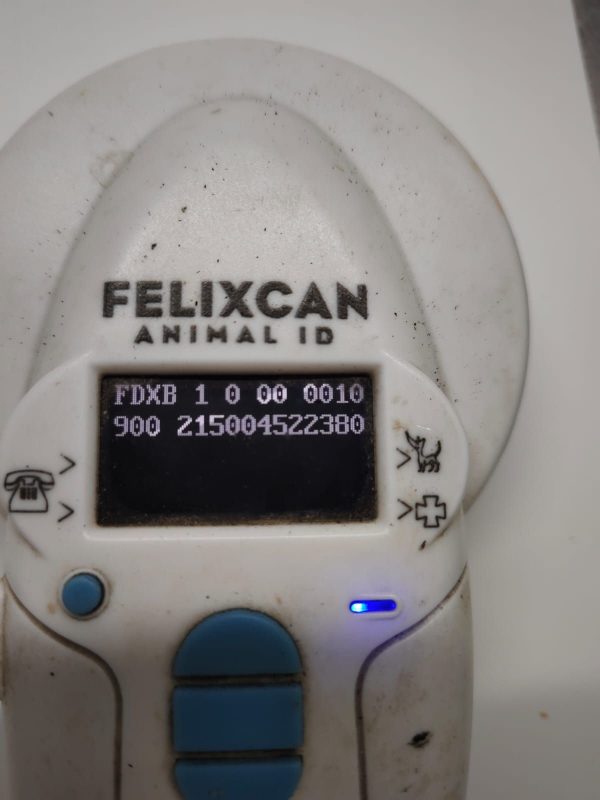 FELIXCAN
ANIMAL ID
FDXB 1 0 00 0010
900 215004522380